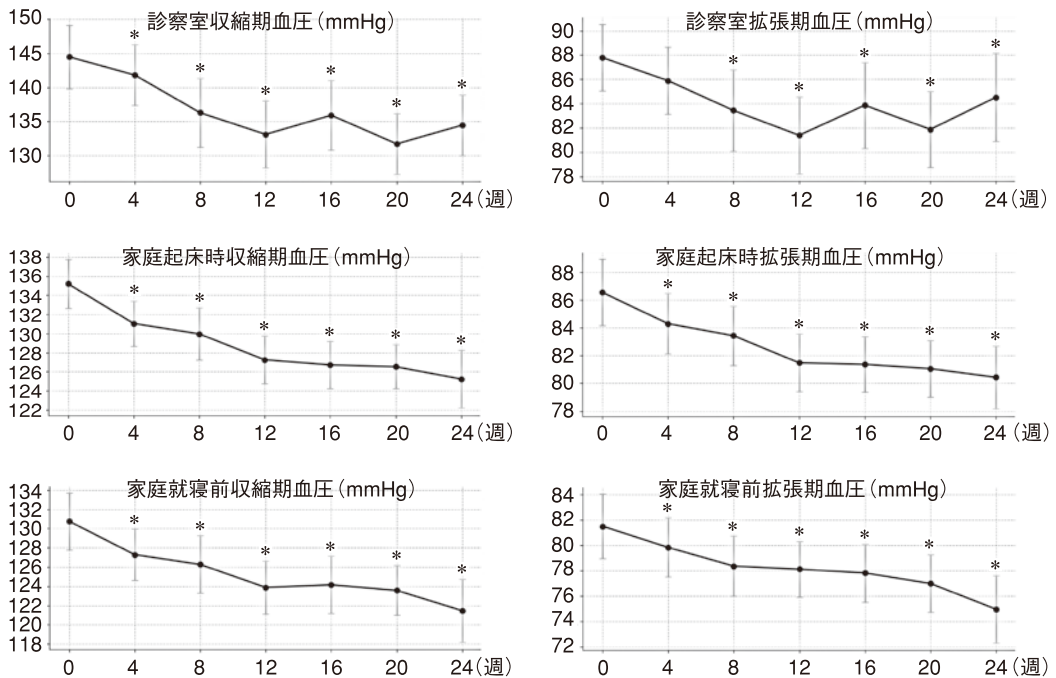 診察室収縮期血圧（mmHg）
150
145
140
135
130
* * * * * *
0 4 8 12 16 20 24（週）
診察室拡張期血圧（mmHg）
90
88
86
84
82
80
78
* * * * *
0 4 8 12 16 20 24（週）
家庭起床時収縮期血圧（mmHg）
138
136
134
132
130
128
126
124
122
* * * * * *
0 4 8 12 16 20 24（週）
家庭起床時拡張期血圧（mmHg）
88
86
84
82
80
78
* * * * * *
0 4 8 12 16 20 24（週）
家庭就寝前収縮期血圧（mmHg）
134
132
130
128
126
124
122
120
118
* * * * * *
0 4 8 12 16 20 24（週）
家庭就寝前拡張期血圧（mmHg）
84
82
80
78
76
74
72
* * * * * *
0 4 8 12 16 20 24（週）